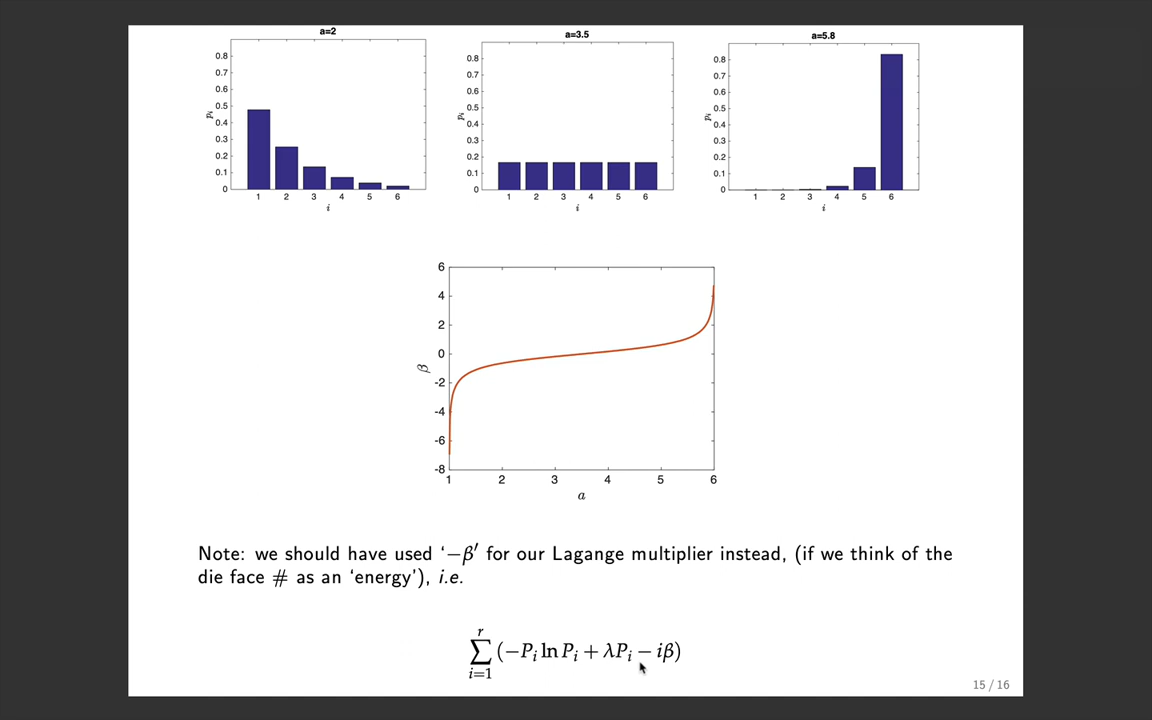 a=2
a=3.5
a=5.8
0.8
0.7
0.6
0.5
0.4
0.3
0.2
0.1
0
p_i
1 2 3 4 5 6
i
0.8
0.7
0.6
0.5
0.4
0.3
0.2
0.1
0
p_i
1 2 3 4 5 6
i
0.8
0.7
0.6
0.5
0.4
0.3
0.2
0.1
0
p_i
1 2 3 4 5 6
i
6
4
2
0
-2
-4
-6
-8
β
1 2 3 4 5 6
a
Note: we should have used ‘−β′ for our Lagange multiplier instead, (if we think of the
die face # as an ‘energy’), i.e.
∑_{i=1}^{r} (−P_i ln P_i + λP_i − iβ)
15 / 16